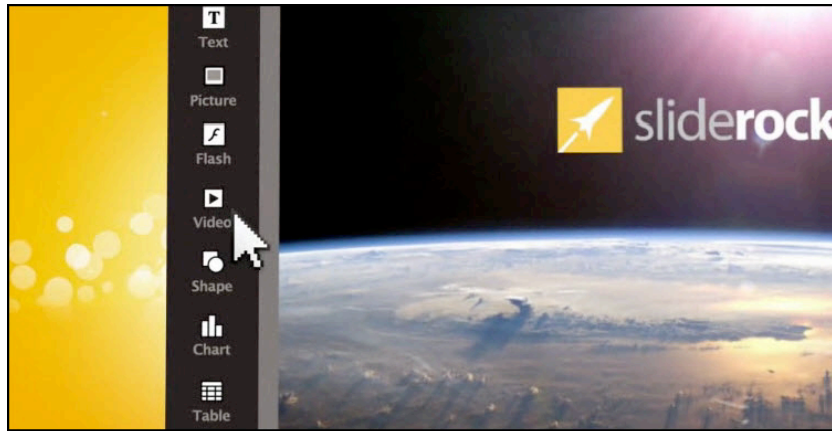 Text
Picture
Flash
Video
Shape
Chart
Table
sliderock